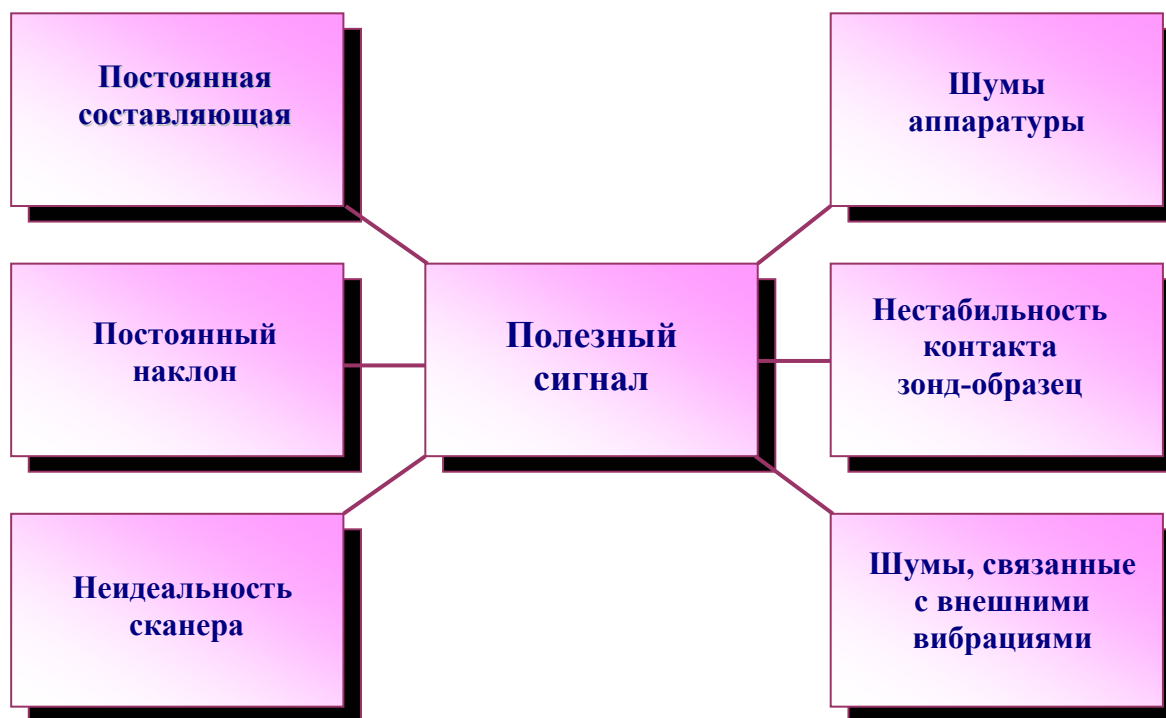 Постоянная
составляющая
Шумы
аппаратуры
Постоянный
наклон
Полезный
сигнал
Нестабильность
контакта
зонд-образец
Неидеальность
сканера
Шумы, связанные
с внешними
вибрациями